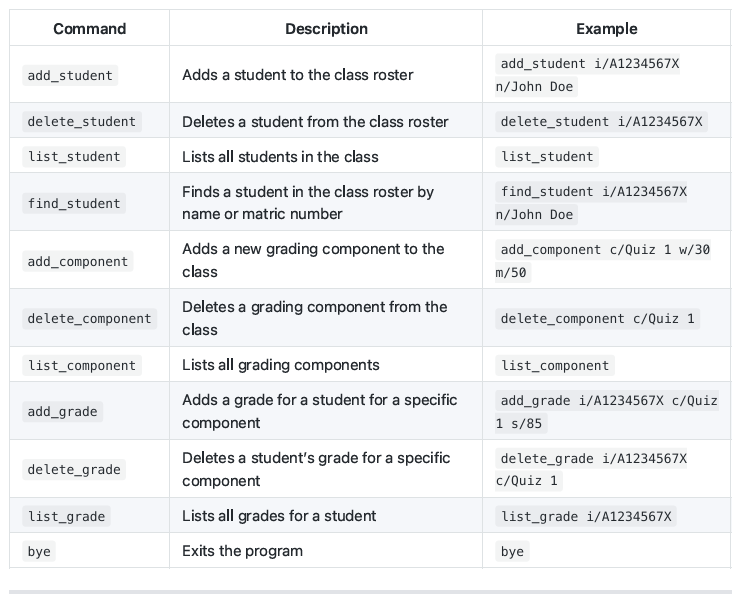 Command Description Example
add_student Adds a student to the class roster add_student i/A1234567X
n/John Doe
delete_student Deletes a student from the class roster delete_student i/A1234567X
list_student Lists all students in the class list_student
find_student Finds a student in the class roster by find_student i/A1234567X
name or matric number n/John Doe
add_component Adds a new grading component to the add_component c/Quiz 1 w/30
class m/50
delete_component Deletes a grading component from the delete_component c/Quiz 1
class
list_component Lists all grading components list_component
add_grade Adds a grade for a student for a specific add_grade i/A1234567X c/Quiz
component 1 s/85
delete_grade Deletes a student’s grade for a specific delete_grade i/A1234567X
component c/Quiz 1
list_grade Lists all grades for a student list_grade i/A1234567X
bye Exits the program bye